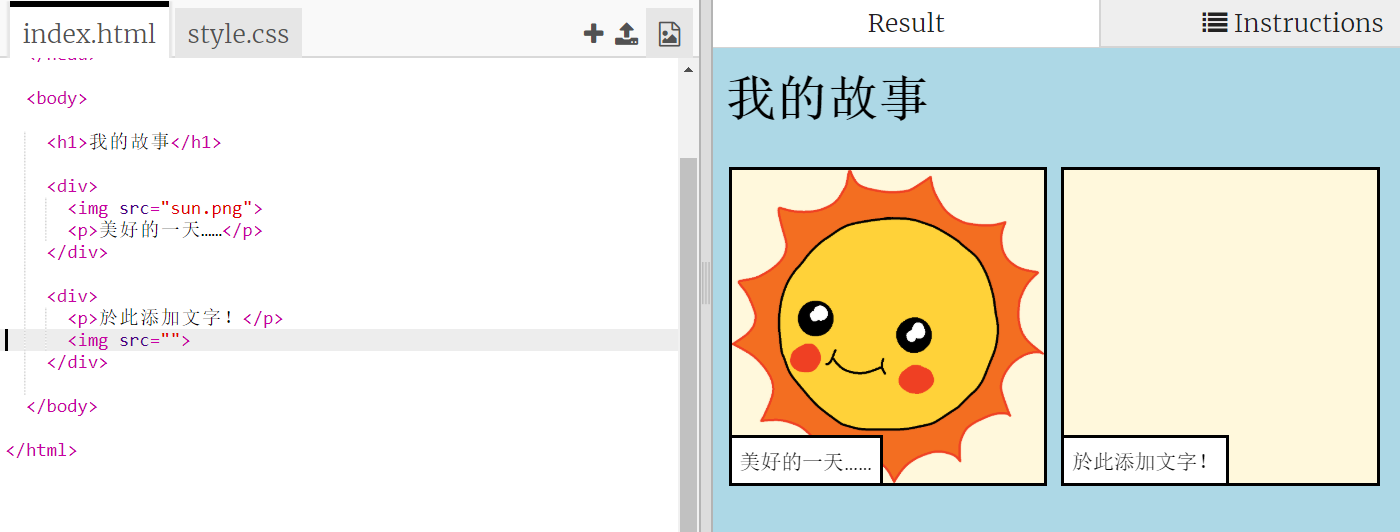 index.html
style.css
Result
Instructions
</head>
<body>
<h1>我的故事</h1>
<div>
<img src="sun.png">
<p>美好的一天……</p>
</div>
<div>
<p>於此添加文字！</p>
<img src="">
</div>
</body>
</html>
我的故事
美好的一天……
於此添加文字！